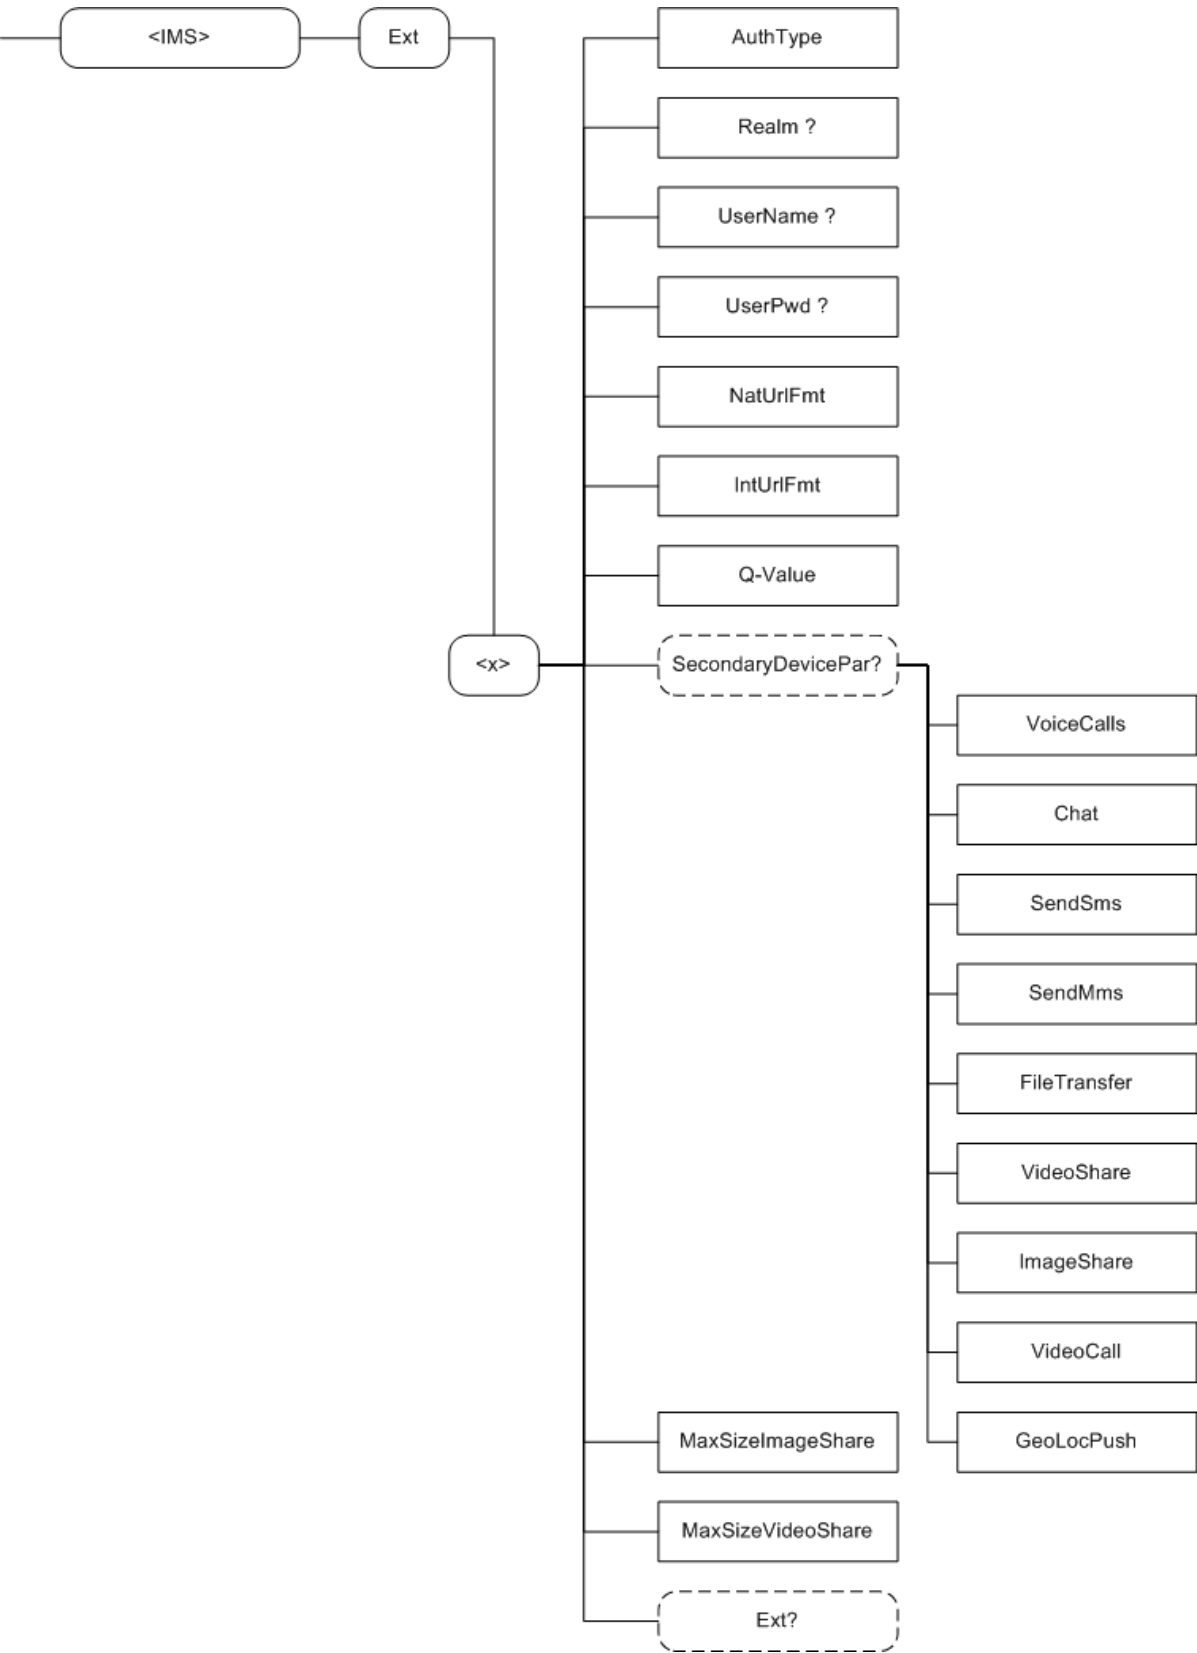 <IMS>
Ext
AuthType
Realm ?
UserName ?
UserPwd ?
NatUrlFmt
IntUrlFmt
Q-Value
<x>
SecondaryDevicePar?
VoiceCalls
Chat
SendSms
SendMms
FileTransfer
VideoShare
ImageShare
VideoCall
MaxSizeImageShare
GeoLocPush
MaxSizeVideoShare
Ext?